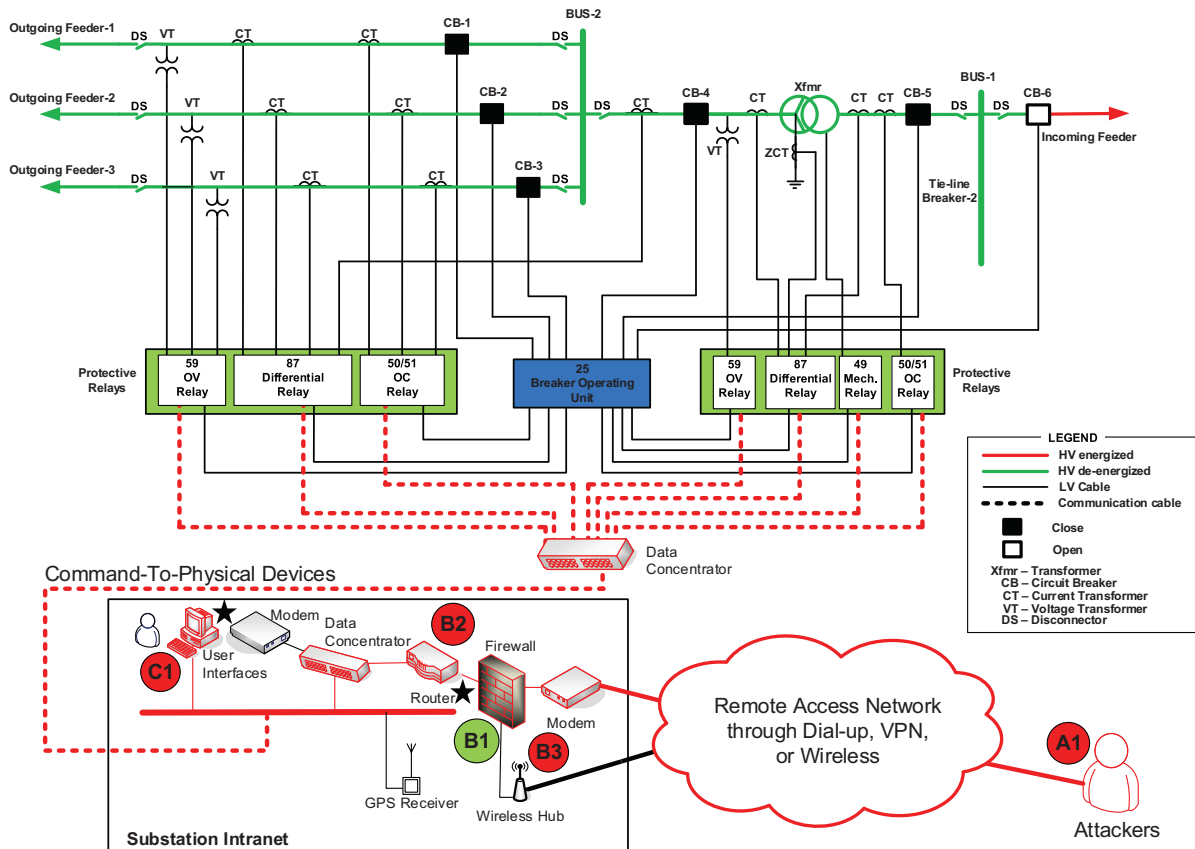 Outgoing Feeder-1
DS
VT
CT
CT
CB-1
DS
BUS-2
Outgoing Feeder-2
DS
VT
CT
CT
CB-2
DS
DS
CT
CB-4
CT
Xfmr
CT
CT
CB-5
DS
BUS-1
DS
CB-6
Incoming Feeder
VT
ZCT
Outgoing Feeder-3
DS
VT
CT
CT
CB-3
DS
Tie-line
Breaker-2
Protective
Relays
59
OV
Relay
87
Differential
Relay
50/51
OC
Relay
25
Breaker Operating
Unit
59
OV
Relay
87
Differential
Relay
49
Mech.
Relay
50/51
OC
Relay
Protective
Relays
LEGEND
HV energized
HV de-energized
LV Cable
Communication cable
Close
Open
Xfmr – Transformer
CB – Circuit Breaker
CT – Current Transformer
VT – Voltage Transformer
DS – Disconnector
Data
Concentrator
Command-To-Physical Devices
C1
User
Interfaces
Modem
Data
Concentrator
B2
Router
Firewall
B1
B3
Modem
GPS Receiver
Wireless Hub
Substation Intranet
Remote Access Network
through Dial-up, VPN,
or Wireless
A1
Attackers